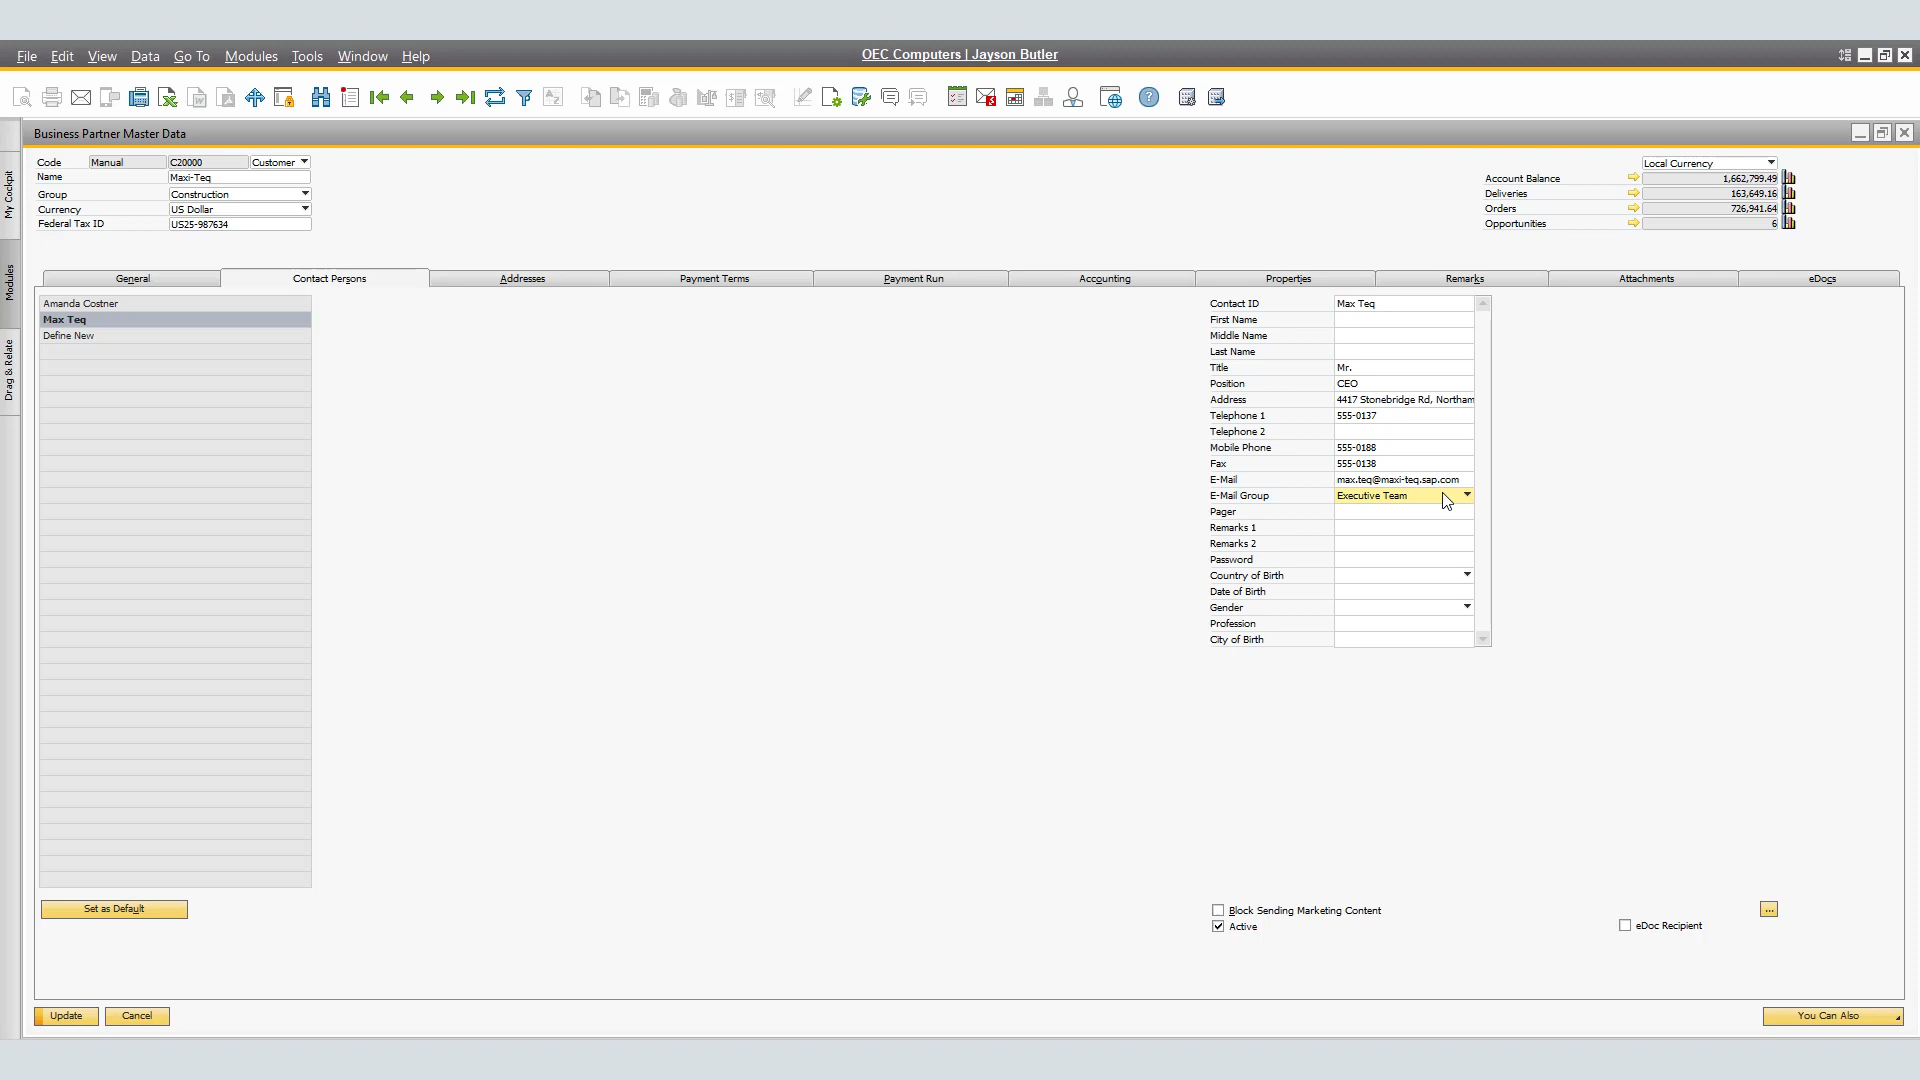 File Edit View Data Go To Modules Tools Window Help
OEC Computers | Jayson Butler
Business Partner Master Data
My Cockpit
Modules
Drag & Relate
Code Manual C20000 Customer
Name Maxi-Teq
Group Construction
Currency US Dollar
Federal Tax ID US25-987634
Local Currency
Account Balance 1,662,799.49
Deliveries 163,649.16
Orders 726,941.64
Opportunities 6
General Contact Persons Addresses Payment Terms Payment Run Accounting Properties Remarks Attachments eDocs
Amanda Costner
Max Teq
Define New
Contact ID Max Teq
First Name
Middle Name
Last Name
Title Mr.
Position CEO
Address 4417 Stonebridge Rd, Northam
Telephone 1 555-0137
Telephone 2
Mobile Phone 555-0188
Fax 555-0138
E-Mail max.teq@maxi-teq.sap.com
E-Mail Group Executive Team
Pager
Remarks 1
Remarks 2
Password
Country of Birth
Date of Birth
Gender
Profession
City of Birth
Set as Default
Block Sending Marketing Content
Active
eDoc Recipient
...
Update Cancel
You Can Also